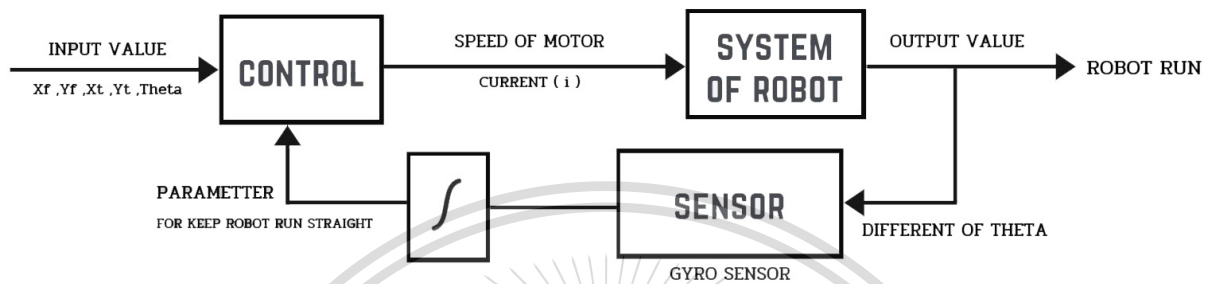 INPUT VALUE
Xf ,Yf ,Xt ,Yt ,Theta
CONTROL
SPEED OF MOTOR
CURRENT ( i )
SYSTEM
OF ROBOT
OUTPUT VALUE
ROBOT RUN
PARAMETTER
FOR KEEP ROBOT RUN STRAIGHT
∫
SENSOR
GYRO SENSOR
DIFFERENT OF THETA